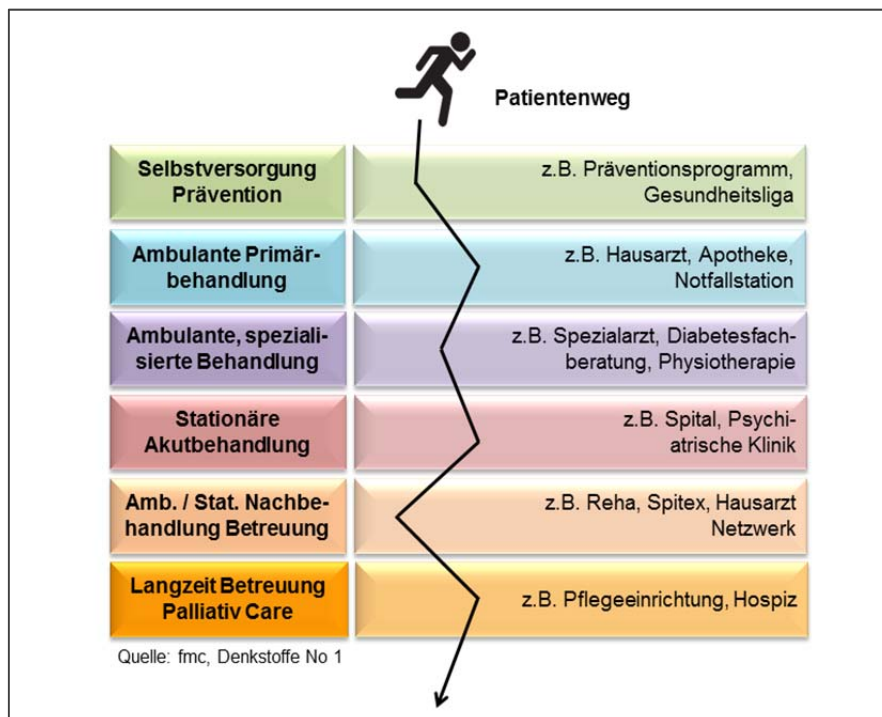 Patientenweg
Selbstversorgung
Prävention
z.B. Präventionsprogramm,
Gesundheitsliga
Ambulante Primär-
behandlung
z.B. Hausarzt, Apotheke,
Notfallstation
Ambulante, speziali-
sierte Behandlung
z.B. Spezialarzt, Diabetesfach-
beratung, Physiotherapie
Stationäre
Akutbehandlung
z.B. Spital, Psychi-
atrische Klinik
Amb. / Stat. Nachbe-
handlung Betreuung
z.B. Reha, Spitex, Hausarzt
Netzwerk
Langzeit Betreuung
Palliativ Care
z.B. Pflegeeinrichtung, Hospiz
Quelle: fmc, Denkstoffe No 1